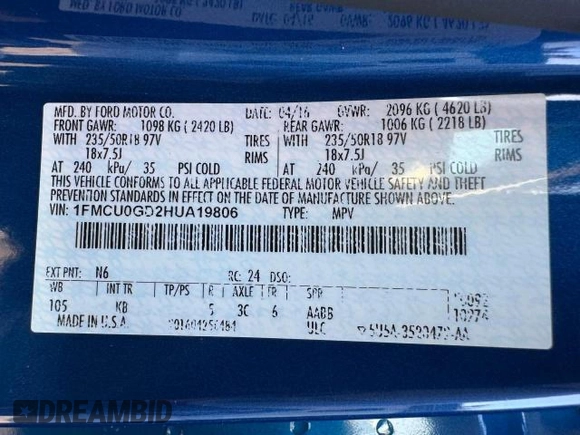 MFD. BY FORD MOTOR CO. DATE: 04/16 GVWR: 2096 KG ( 4620 LB)
FRONT GAWR: 1098 KG ( 2420 LB) REAR GAWR: 1006 KG ( 2218 LB)
WITH 235/50R18 97V TIRES WITH 235/50R18 97V TIRES
18x7.5J RIMS 18x7.5J RIMS
AT 240 kPa/ 35 PSI COLD AT 240 kPa/ 35 PSI COLD
THIS VEHICLE CONFORMS TO ALL APPLICABLE FEDERAL MOTOR VEHICLE SAFETY AND THEFT
PREVENTION STANDARDS IN EFFECT ON THE DATE OF MANUFACTURE SHOWN ABOVE.
VIN: 1FMCU0GD2HUA19806 TYPE: MPV
EXT PNT: N6 RC: 24 DSO:
WB INT TR TP/PS R AXLE TR SPR
105 KB 5 3C 6 AABB
MADE IN U.S.A. ULC
DREAMBID